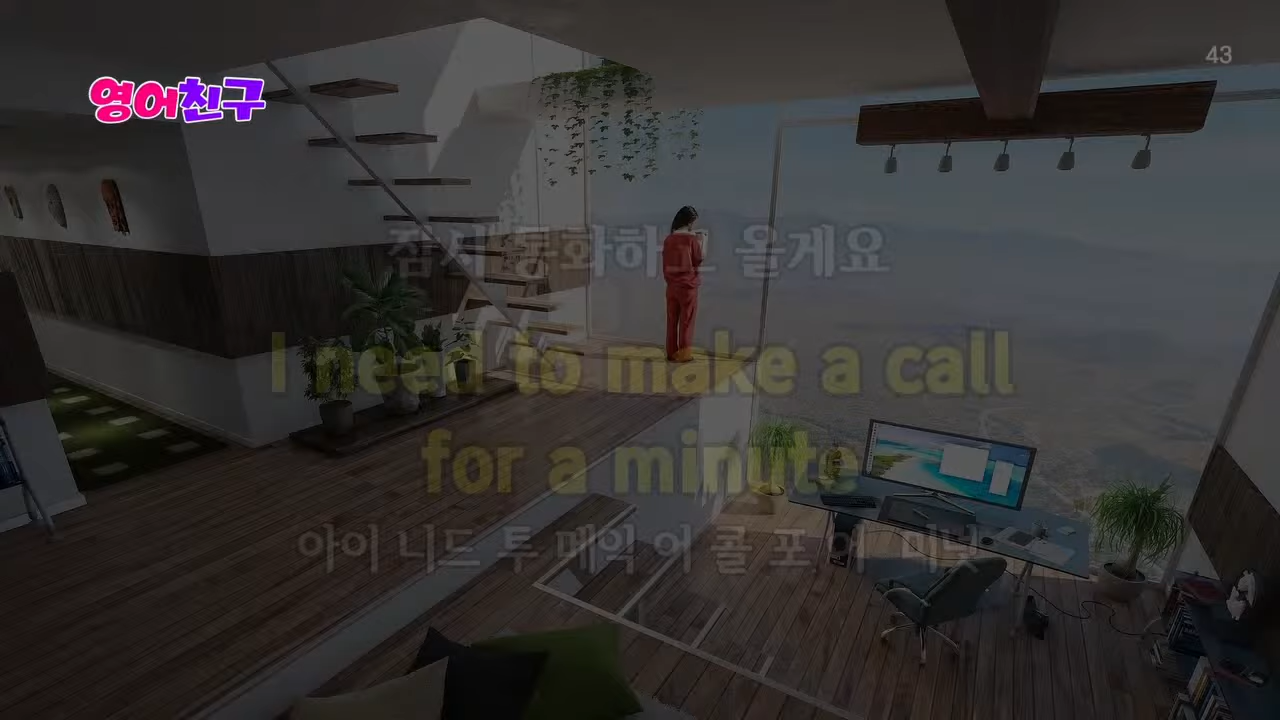 43
영어친구
잠시 통화하고 올게요
I need to make a call
for a minute
아이 니드 투 메익 어 콜 포 어 미닛